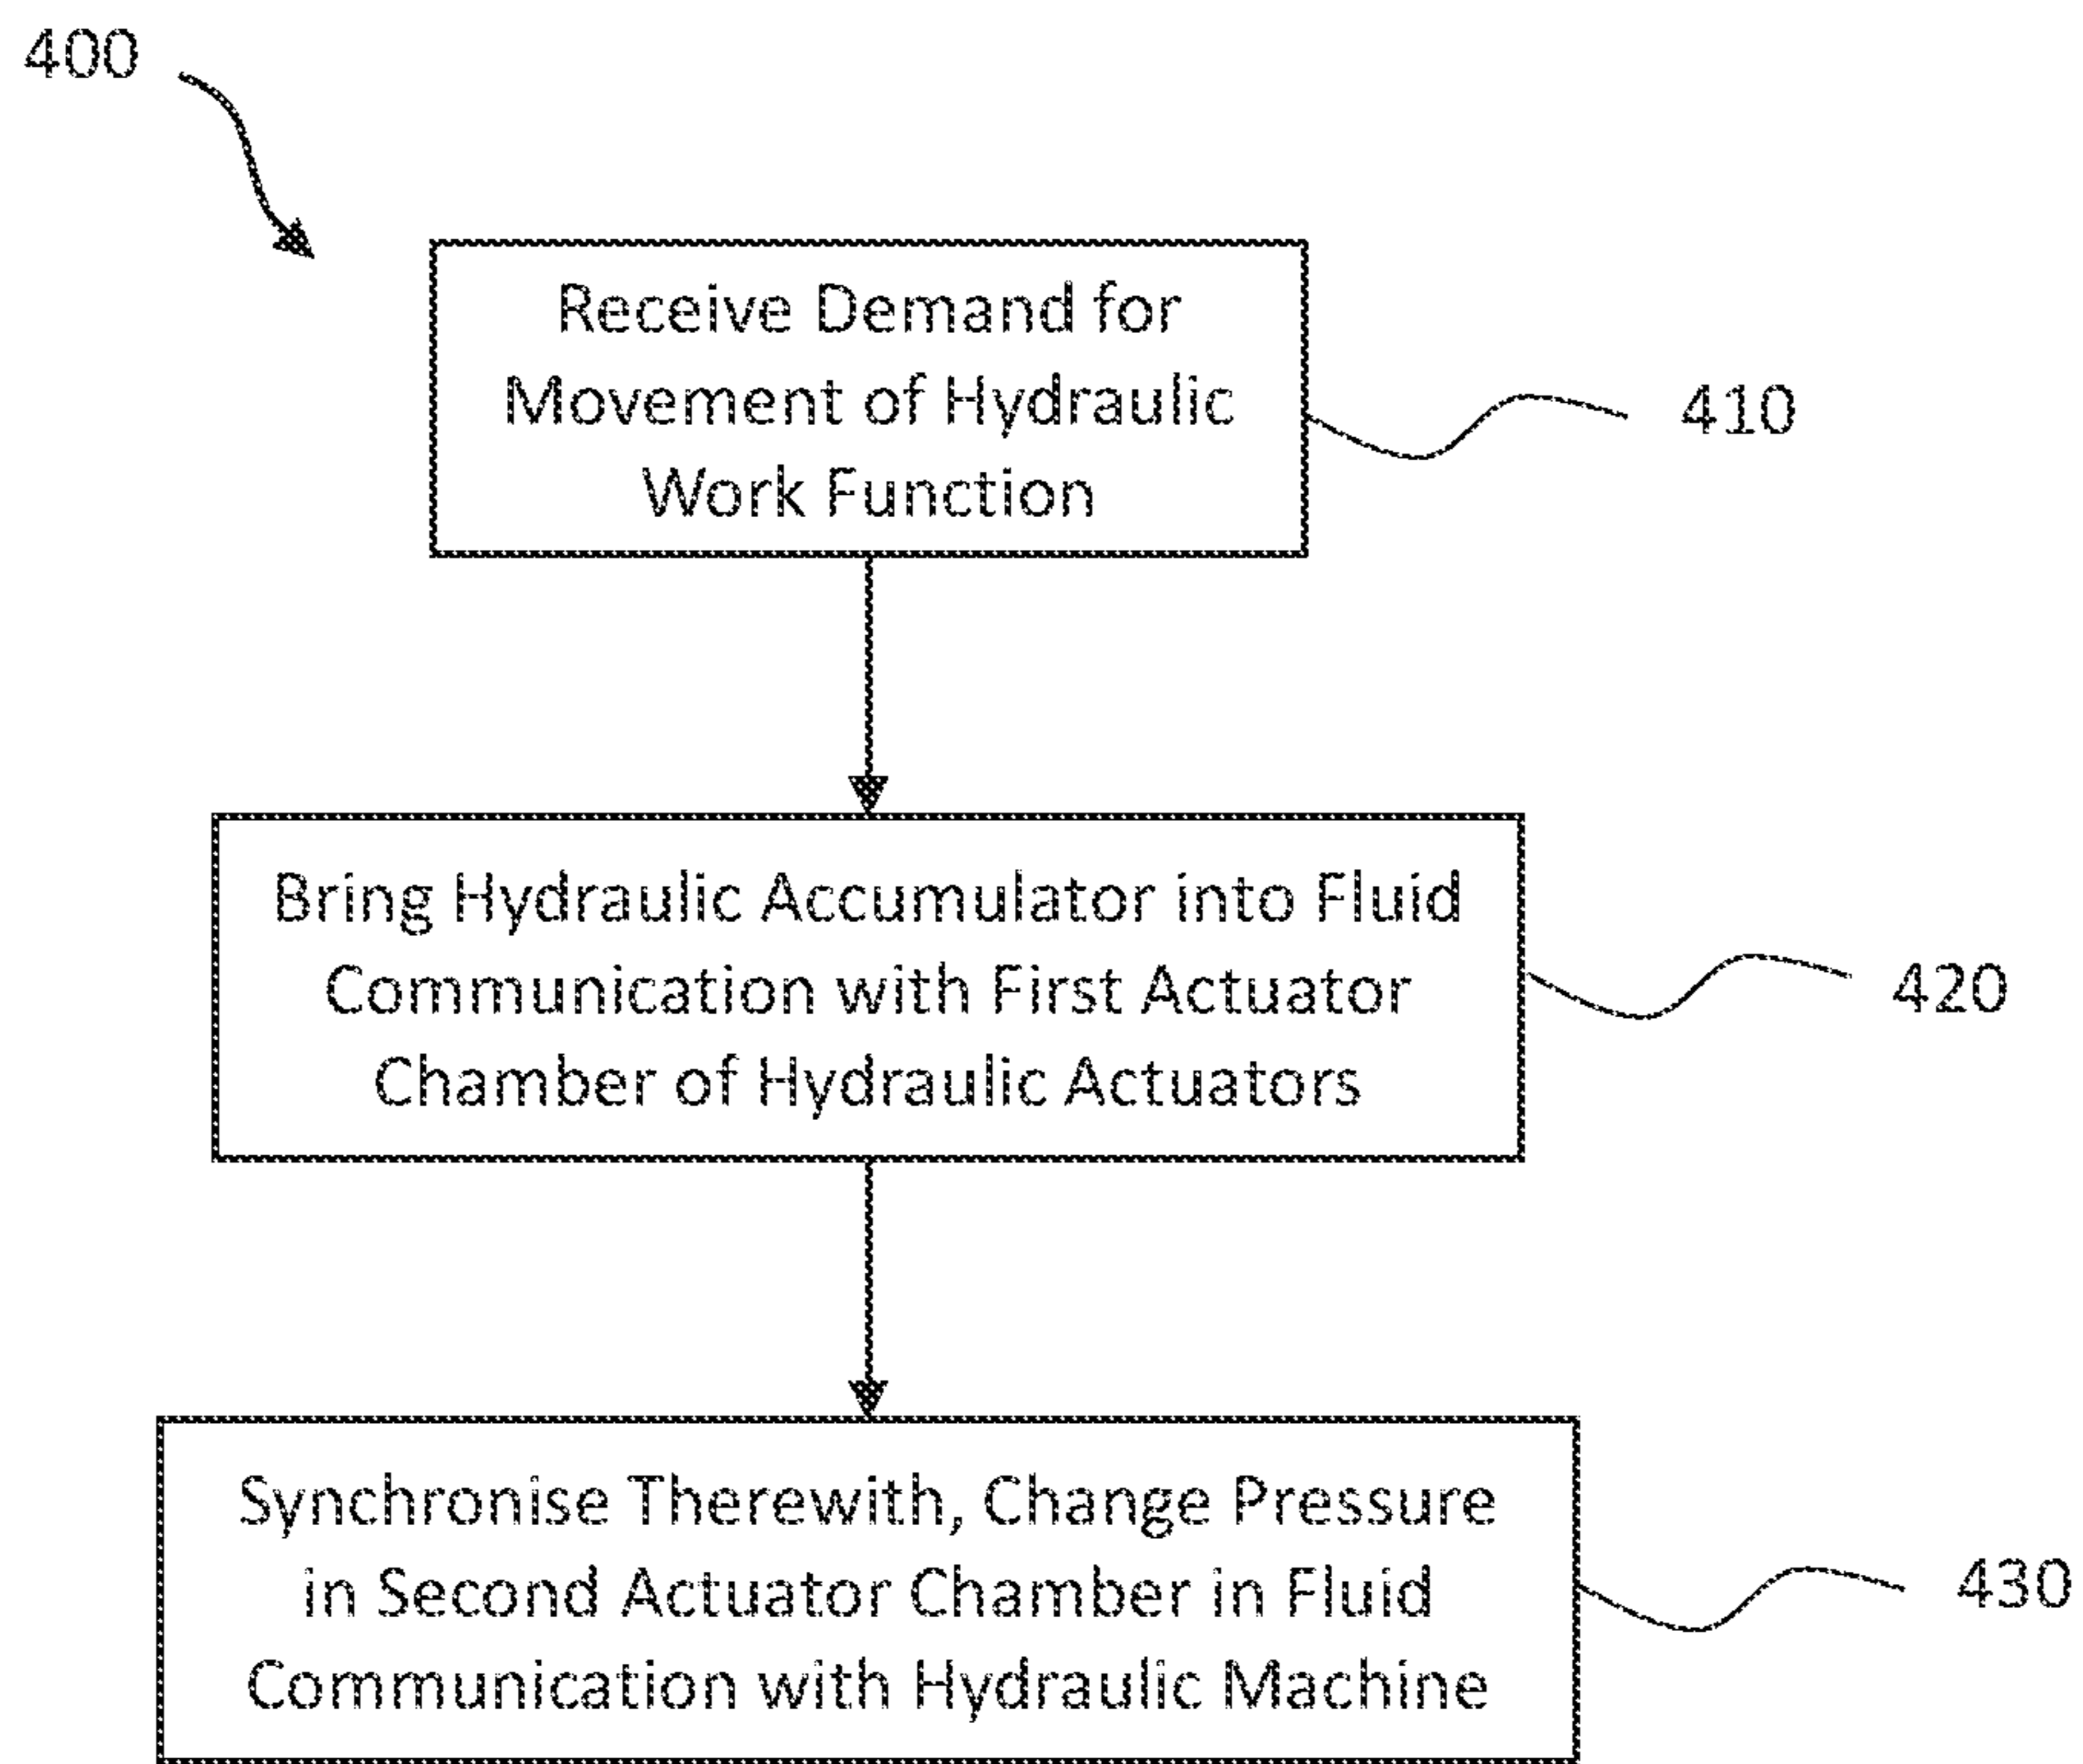 400
Receive Demand for
Movement of Hydraulic
Work Function
410
Bring Hydraulic Accumulator into Fluid
Communication with First Actuator
Chamber of Hydraulic Actuators
420
Synchronise Therewith, Change Pressure
in Second Actuator Chamber in Fluid
Communication with Hydraulic Machine
430